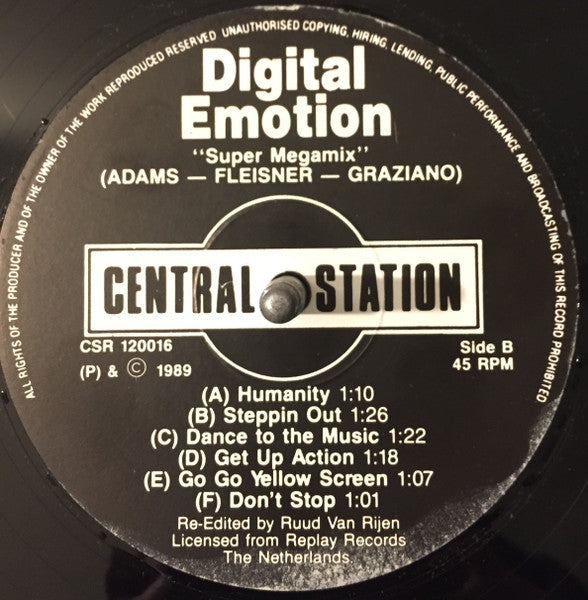 ALL RIGHTS OF THE PRODUCER AND OF THE OWNER OF THE WORK REPRODUCED RESERVED UNAUTHORISED COPYING, HIRING, LENDING, PUBLIC PERFORMANCE AND BROADCASTING OF THIS RECORD PROHIBITED
Digital
Emotion
"Super Megamix"
(ADAMS — FLEISNER — GRAZIANO)
CENTRAL STATION
CSR 120016 Side B
(P) & © 1989 45 RPM
(A) Humanity 1:10
(B) Steppin Out 1:26
(C) Dance to the Music 1:22
(D) Get Up Action 1:18
(E) Go Go Yellow Screen 1:07
(F) Don't Stop 1:01
Re-Edited by Ruud Van Rijen
Licensed from Replay Records
The Netherlands.